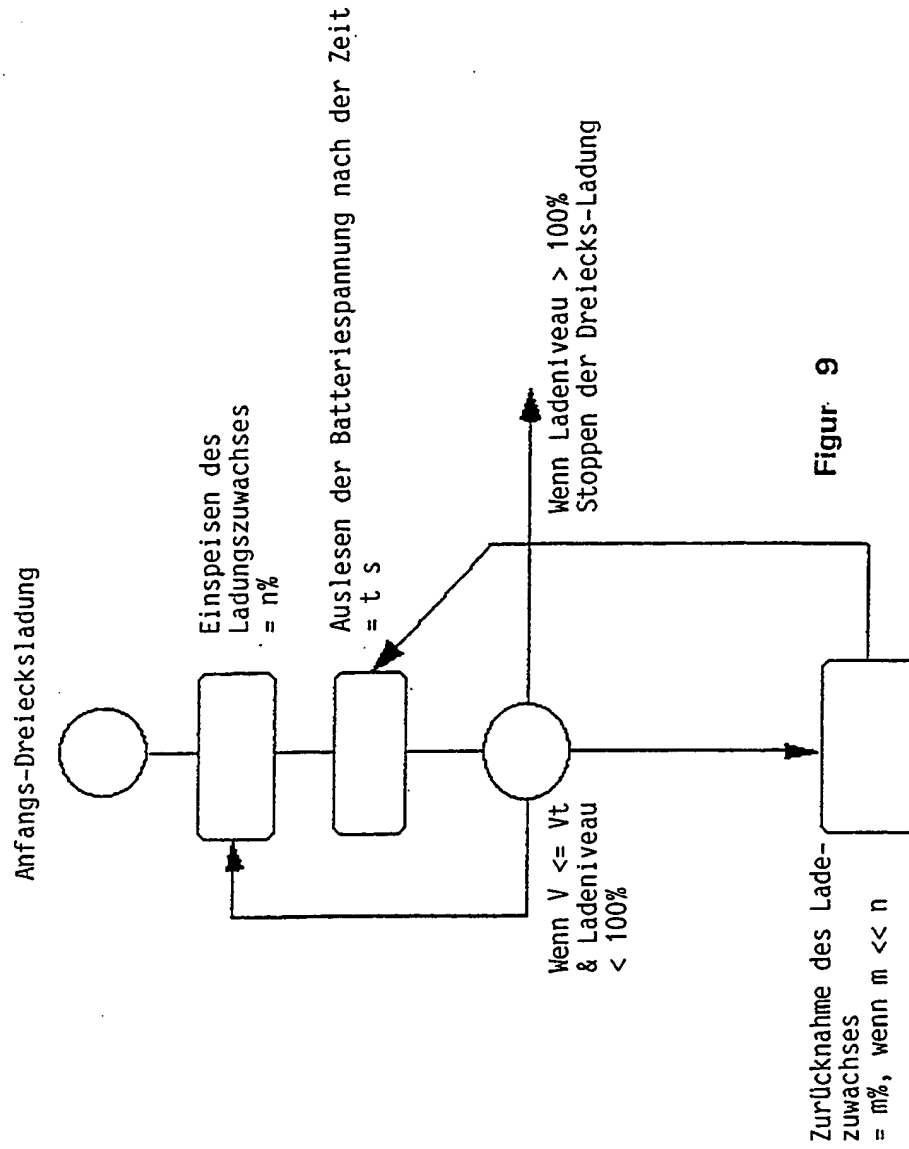 Anfangs-Dreiecksladung
Einspeisen des
Ladungszuwachses
= n%
Auslesen der Batteriespannung nach der Zeit
= t s
Wenn V <= Vt
& Ladeniveau
< 100%
Wenn Ladeniveau > 100%
Stoppen der Dreiecks-Ladung
Zurücknahme des Lade-
zuwachses
= m%, wenn m << n
Figur 9